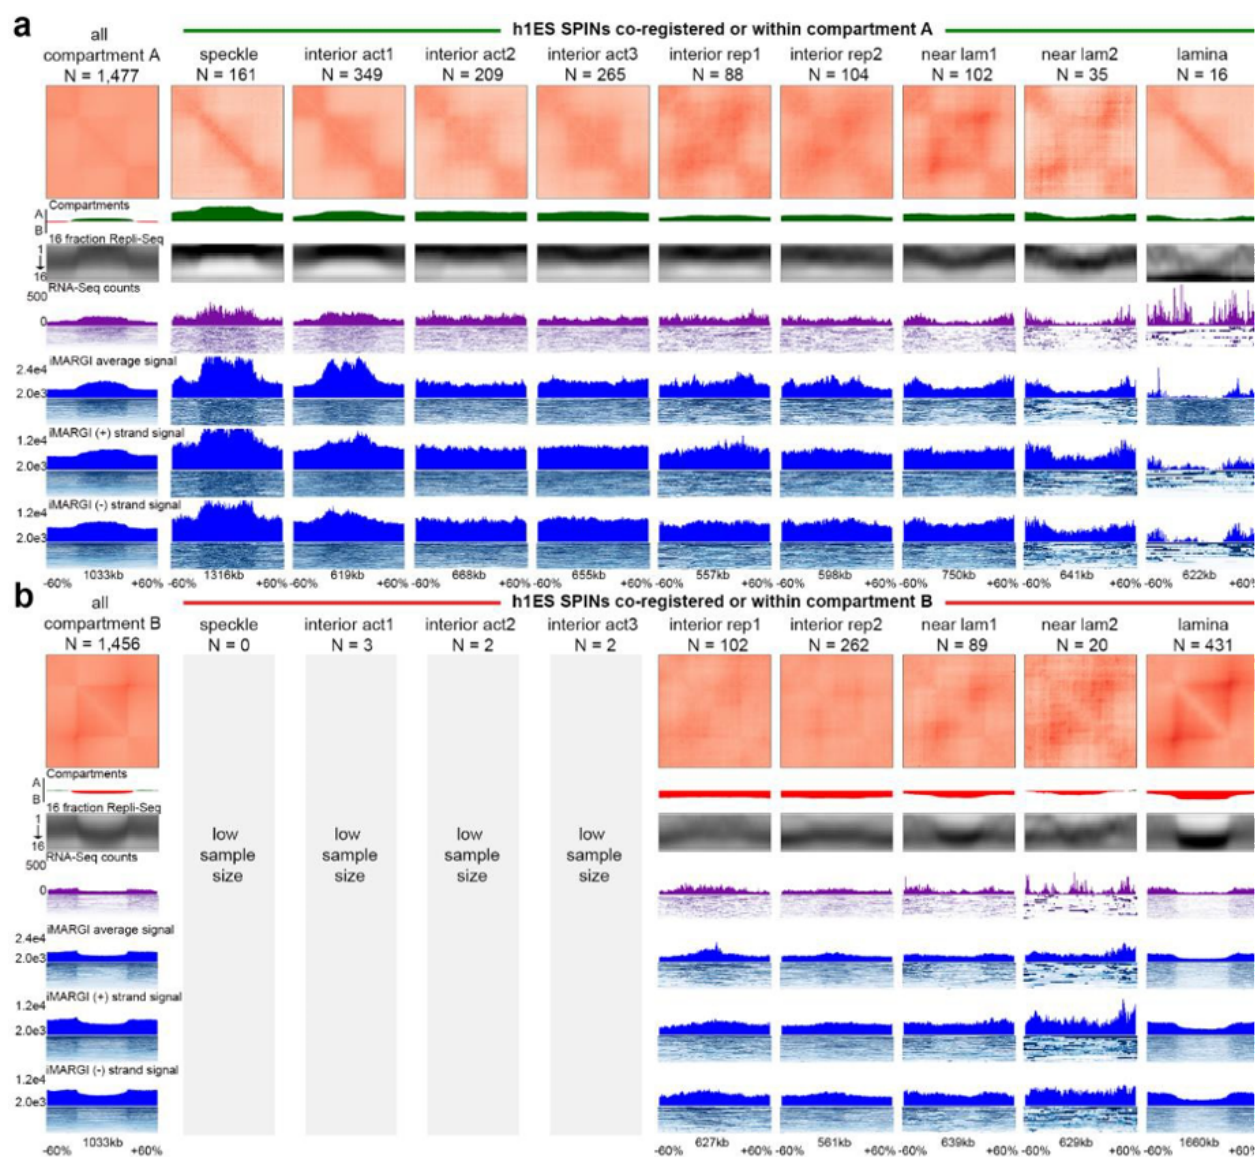 a
h1ES SPINs co-registered or within compartment A
all
compartment A
N = 1,477
speckle
N = 161
interior act1
N = 349
interior act2
N = 209
interior act3
N = 265
interior rep1
N = 88
interior rep2
N = 104
near lam1
N = 102
near lam2
N = 35
lamina
N = 16
Compartments
A
B
16 fraction Repli-Seq
1
16
RNA-Seq counts
500
0
iMARGI average signal
2.4e4
2.0e3
iMARGI (+) strand signal
1.2e4
2.0e3
iMARGI (-) strand signal
1.2e4
2.0e3
-60% 1033kb +60%
-60% 1316kb +60%
-60% 619kb +60%
-60% 668kb +60%
-60% 655kb +60%
-60% 557kb +60%
-60% 598kb +60%
-60% 750kb +60%
-60% 641kb +60%
-60% 622kb +60%
b
h1ES SPINs co-registered or within compartment B
all
compartment B
N = 1,456
speckle
N = 0
interior act1
N = 3
interior act2
N = 2
interior act3
N = 2
interior rep1
N = 102
interior rep2
N = 262
near lam1
N = 89
near lam2
N = 20
lamina
N = 431
low
sample
size
low
sample
size
low
sample
size
low
sample
size
Compartments
A
B
16 fraction Repli-Seq
1
16
RNA-Seq counts
500
0
iMARGI average signal
2.4e4
2.0e3
iMARGI (+) strand signal
1.2e4
2.0e3
iMARGI (-) strand signal
1.2e4
2.0e3
-60% 1033kb +60%
-60% 627kb +60%
-60% 561kb +60%
-60% 639kb +60%
-60% 629kb +60%
-60% 1660kb +60%